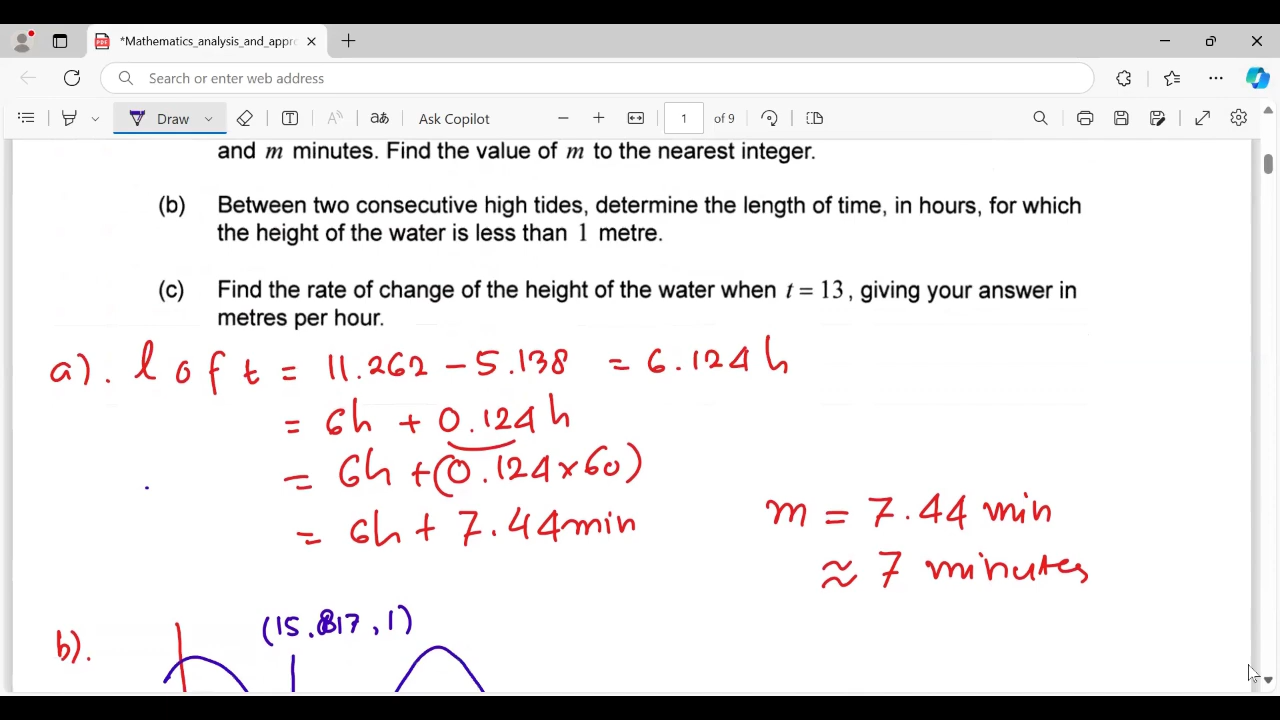 *Mathematics_analysis_and_appro
Search or enter web address
Draw
Ask Copilot
1 of 9
and m minutes. Find the value of m to the nearest integer.
(b) Between two consecutive high tides, determine the length of time, in hours, for which
the height of the water is less than 1 metre.
(c) Find the rate of change of the height of the water when t = 13, giving your answer in
metres per hour.
a). l o f t = 11.262 – 5.138 = 6.124 h
= 6h + 0.124 h
= 6h + (0.124 × 60)
= 6h + 7.44 min
m = 7.44 min
≈ 7 minutes
b).
(15.817, 1)